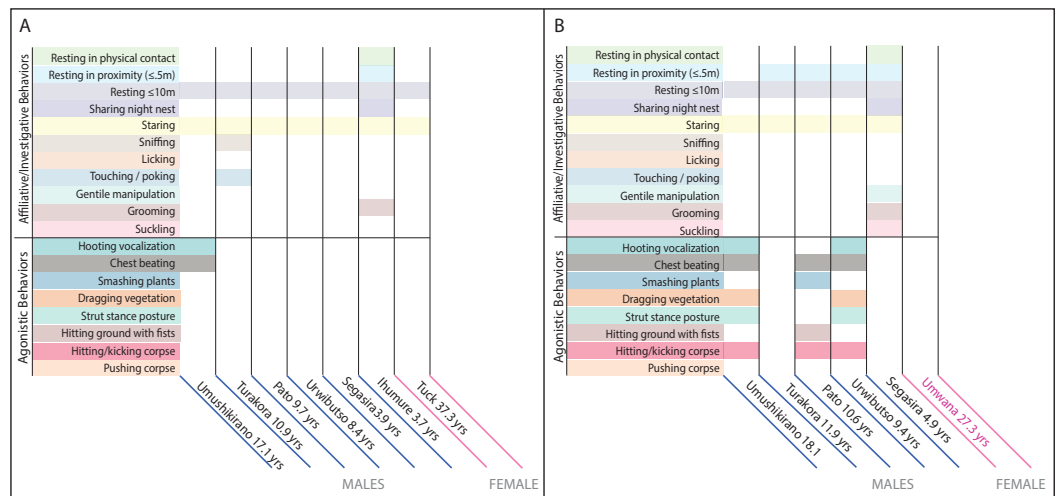 A
Affiliative/Investigative Behaviors
Resting in physical contact
Resting in proximity (≤.5m)
Resting ≤10m
Sharing night nest
Staring
Sniffing
Licking
Touching / poking
Gentile manipulation
Grooming
Suckling
Agonistic Behaviors
Hooting vocalization
Chest beating
Smashing plants
Dragging vegetation
Strut stance posture
Hitting ground with fists
Hitting/kicking corpse
Pushing corpse
Umushikirano 17.1 yrs
Turakora 10.9 yrs
Pato 9.7 yrs
Urwibutso 8.4 yrs
Segasira3.9 yrs
Ihumure 3.7 yrs
Tuck 37.3 yrs
MALES
FEMALE
B
Affiliative/Investigative Behaviors
Resting in physical contact
Resting in proximity (≤.5m)
Resting ≤10m
Sharing night nest
Staring
Sniffing
Licking
Touching / poking
Gentile manipulation
Grooming
Suckling
Agonistic Behaviors
Hooting vocalization
Chest beating
Smashing plants
Dragging vegetation
Strut stance posture
Hitting ground with fists
Hitting/kicking corpse
Pushing corpse
Umushikirano 18.1
Turakora 11.9 yrs
Pato 10.6 yrs
Urwibutso 9.4 yrs
Segasira 4.9 yrs
Umwana 27.3 yrs
MALES
FEMALE